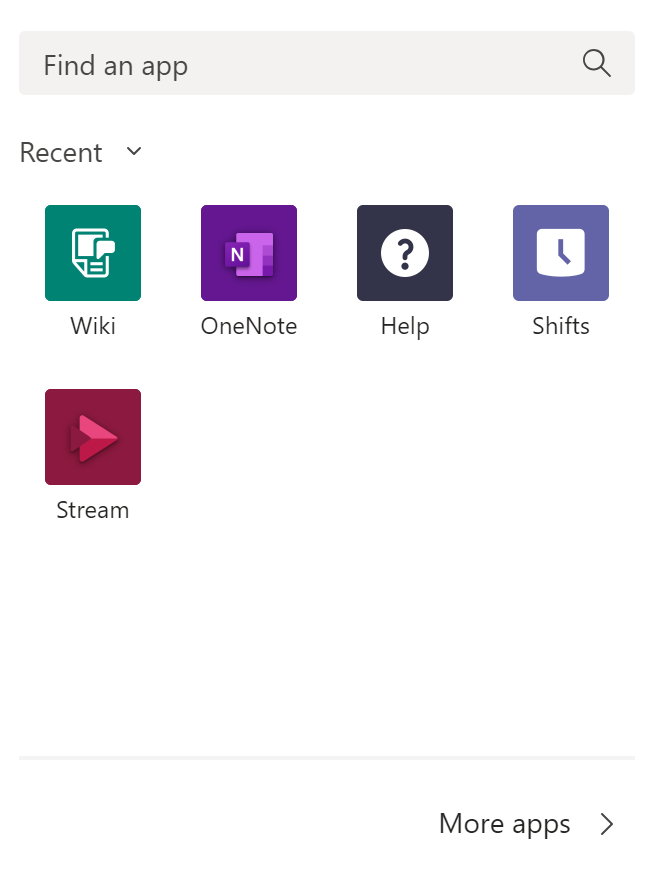 Find an app
Recent
Wiki
N
OneNote
?
Help
Shifts
Stream
More apps